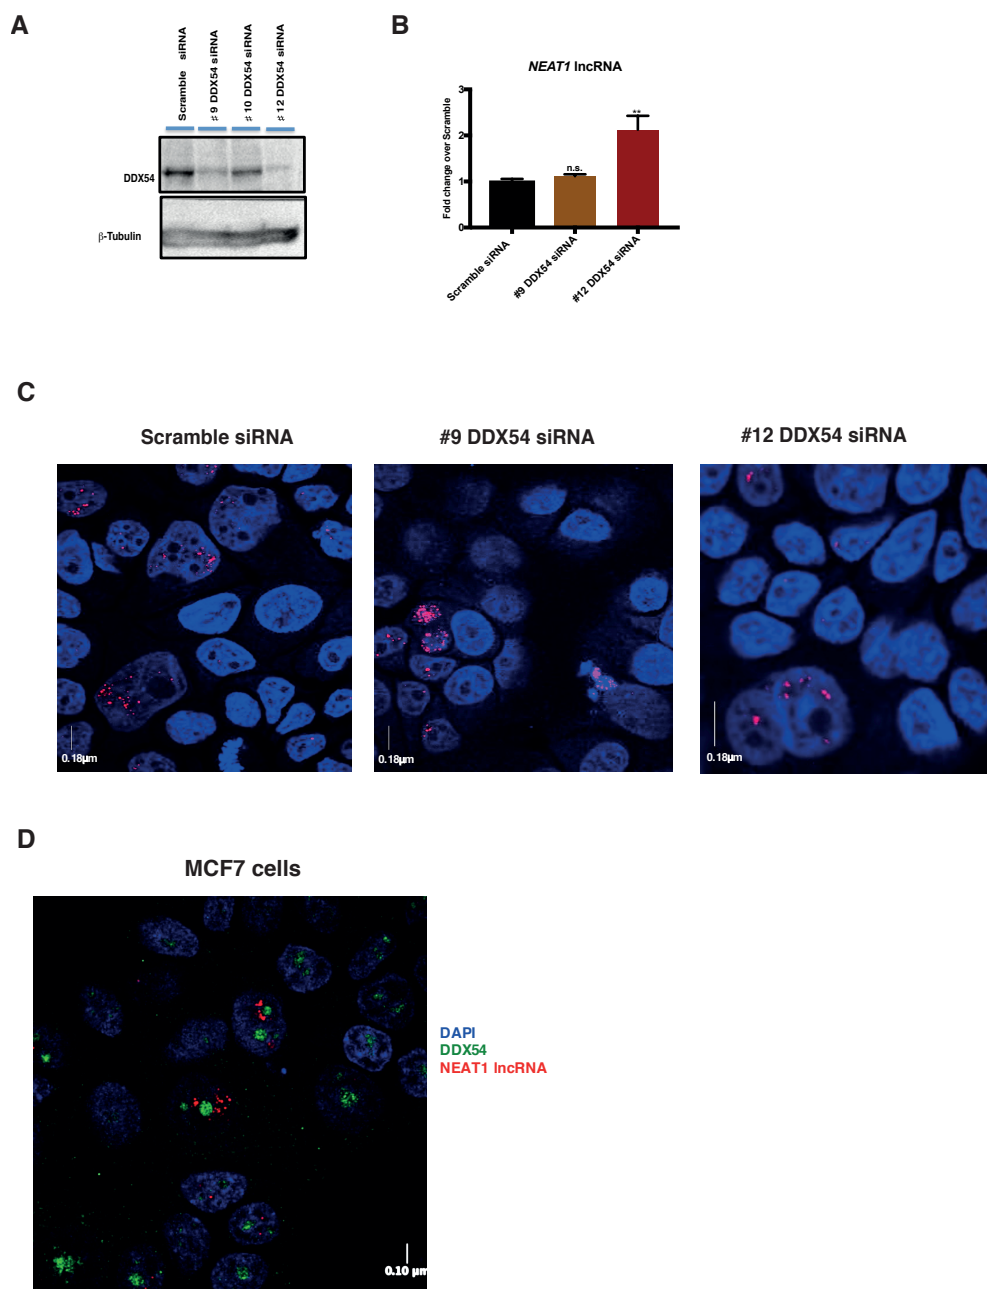 A
Scramble siRNA
# 9 DDX54 siRNA
# 10 DDX54 siRNA
# 12 DDX54 siRNA
DDX54
β-Tubulin
B
NEAT1 lncRNA
Fold change over Scramble
3
2
1
0
n.s.
**
Scramble siRNA
#9 DDX54 siRNA
#12 DDX54 siRNA
C
Scramble siRNA
#9 DDX54 siRNA
#12 DDX54 siRNA
0.18µm
0.18µm
0.18µm
D
MCF7 cells
DAPI
DDX54
NEAT1 lncRNA
0.10 µm